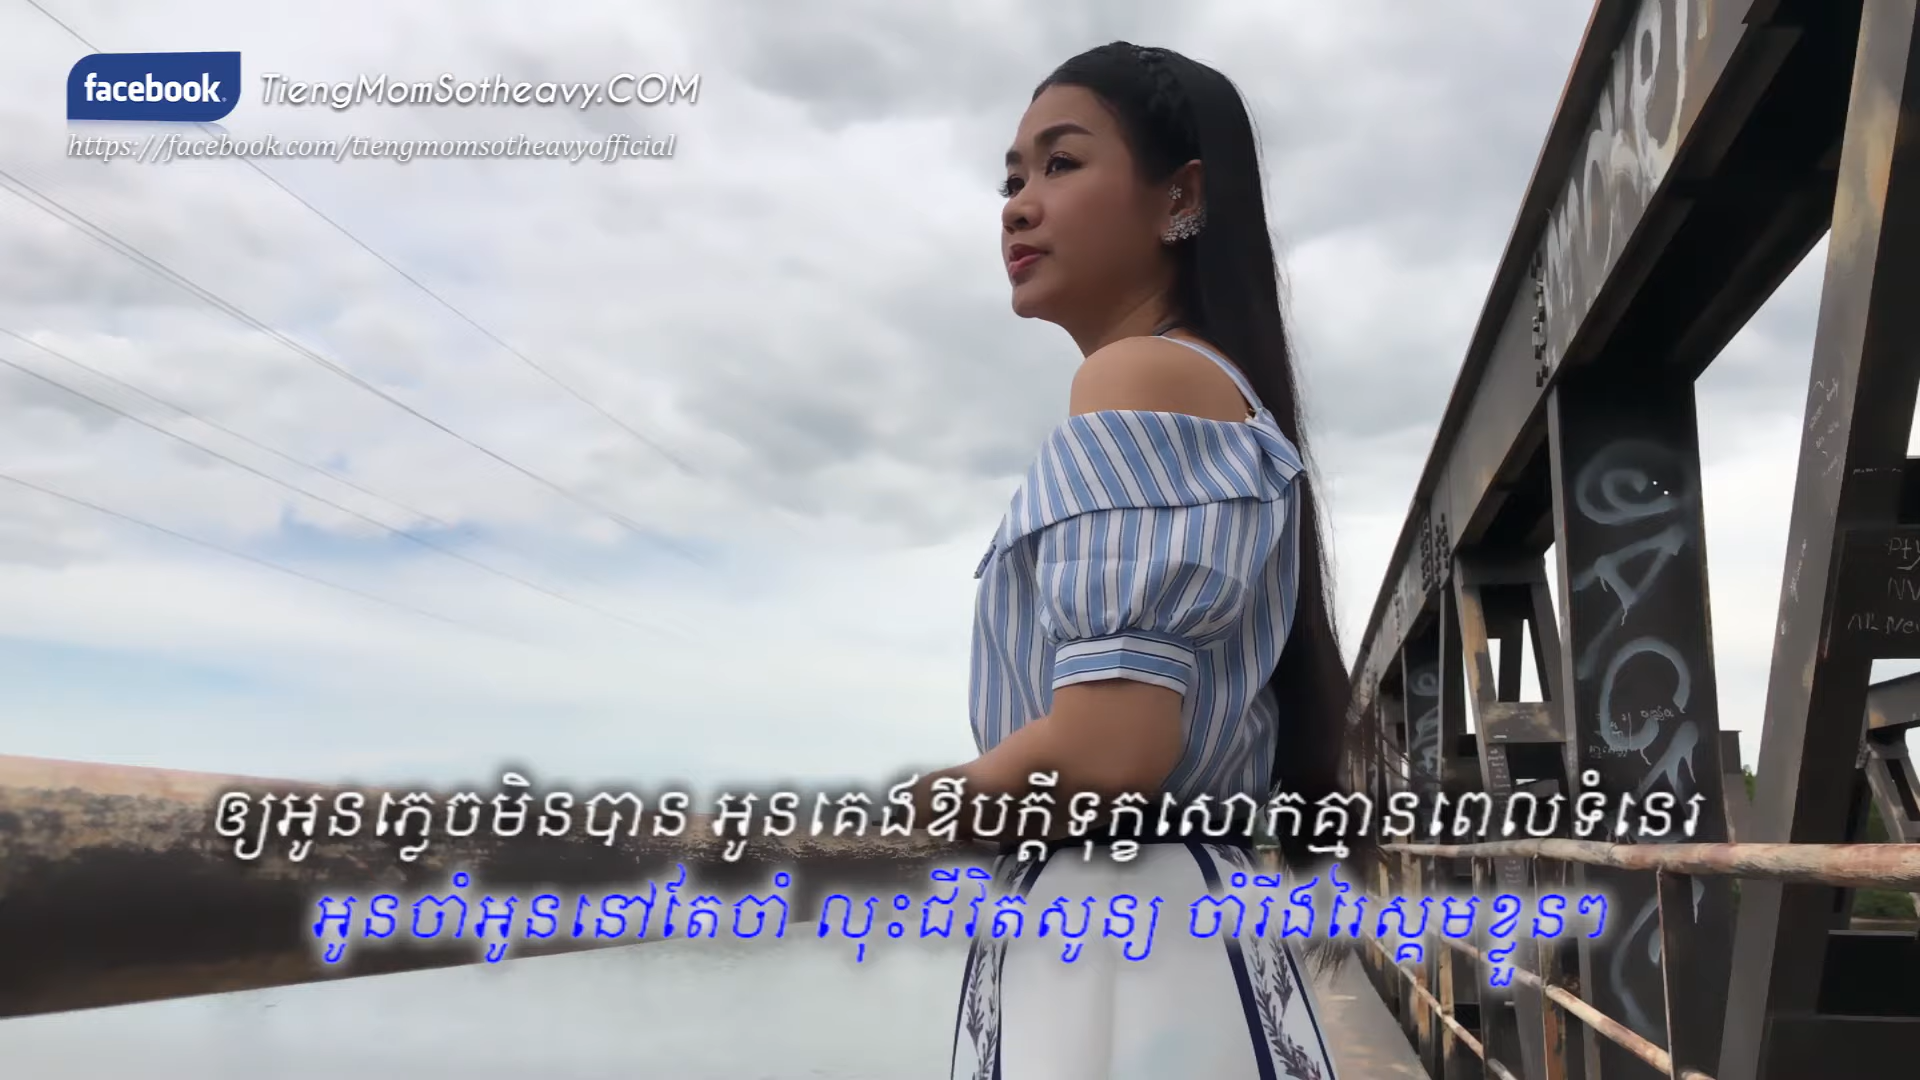 facebook. TiengMomSotheavy.COM
https://facebook.com/tiengmomsotheavyofficial
ឲ្យអូនភ្លេចមិនបាន អូនគេងឱបក្ដីទុក្ខសោកគ្មានពេលទំនេរ
អូនចាំអូននៅតែចាំ លុះជីវិតសូន្យ ចាំរីងរៃស្គមខ្លួនៗ